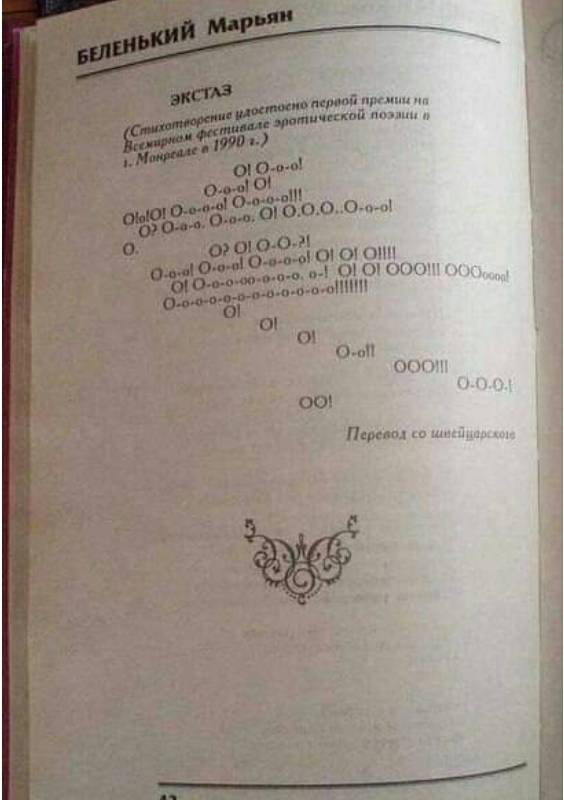 БЕЛЕНЬКИЙ Марьян
ЭКСТАЗ
(Стихотворение удостоено первой премии на
Всемирном фестивале эротической поэзии в
г. Монреале в 1990 г.)
О! О-о-о!
О-о-о! О!
О!о!О! О-о-о-о! О-о-о-о!!!
О? О-о-о. О-о-о. О! О.О.О..О-о-о!
О. О? О! О-О-?!
О-о-о! О-о-о! О-о-о-о! О! О! О!!!!
О! О-о-о-оо-о-о-о. о-! О! О! ООО!!! ОООоооо!
О-о-о-о-о-о-о-о-о-о-о-о!!!!!!!
О!
О!
О!
О-о!!
ООО!!!
О-О-О-!
ОО!
Перевод со швейцарского